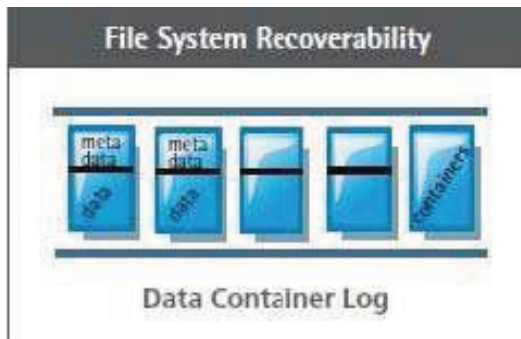 File System Recoverability
meta
data
data
meta
data
data
containers
Data Container Log